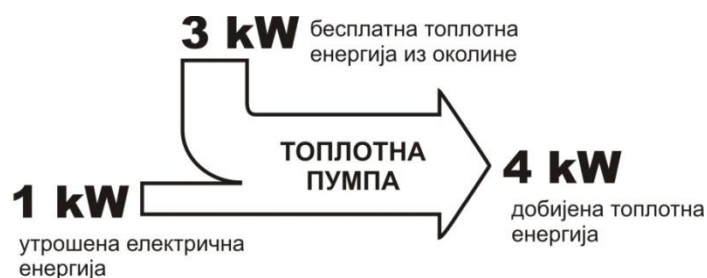 3 kW
бесплатна топлотна
енергија из околине
ТОПЛОТНА
ПУМПА
4 kW
добијена топлотна
енергија
1 kW
утрошена електрична
енергија